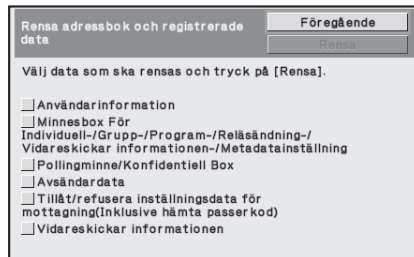 Rensa adressbok och registrerade
data
Föregående
Rensa
Välj data som ska rensas och tryck på [Rensa].
Användarinformation
Minnesbox För
Individuell-/Grupp-/Program-/Reläsändning-/
Vidareskickar informationen-/Metadatainställning
Pollingminne/Konfidentiell Box
Avsändardata
Tillåt/refusera inställningsdata för
mottagning(Inklusive hämta passerkod)
Vidareskickar informationen